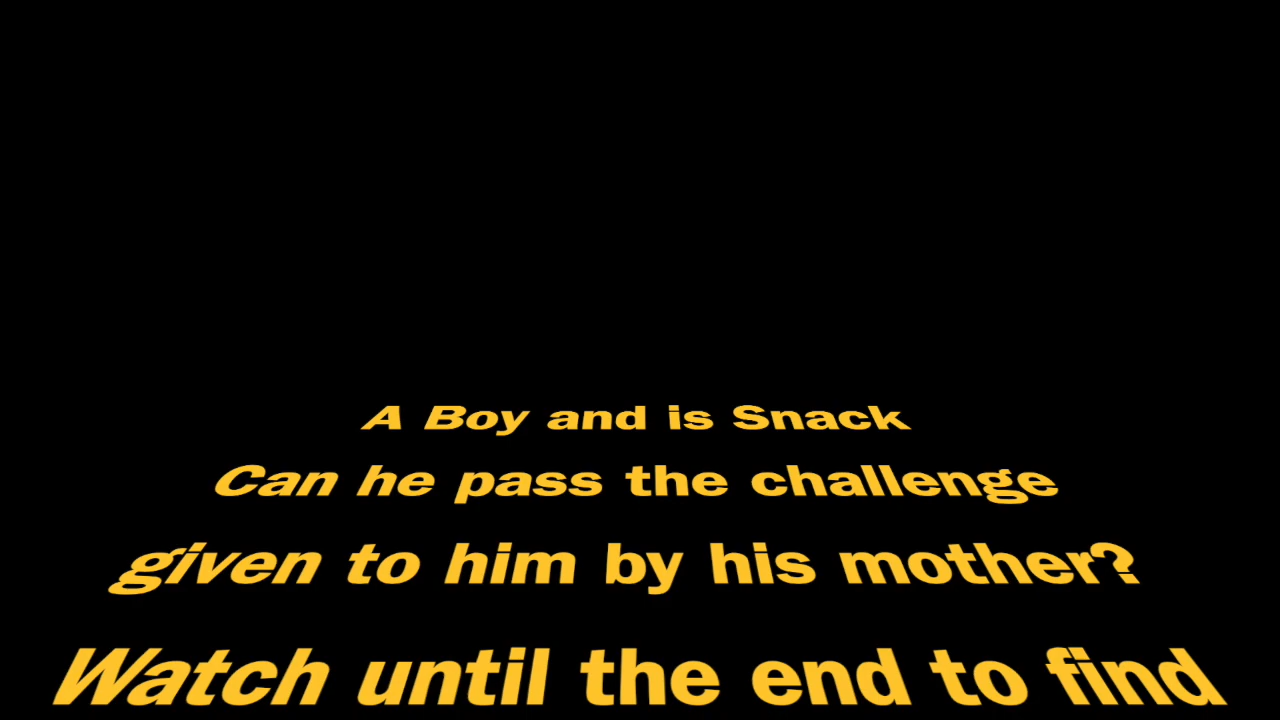 A Boy and is Snack
Can he pass the challenge
given to him by his mother?
Watch until the end to find